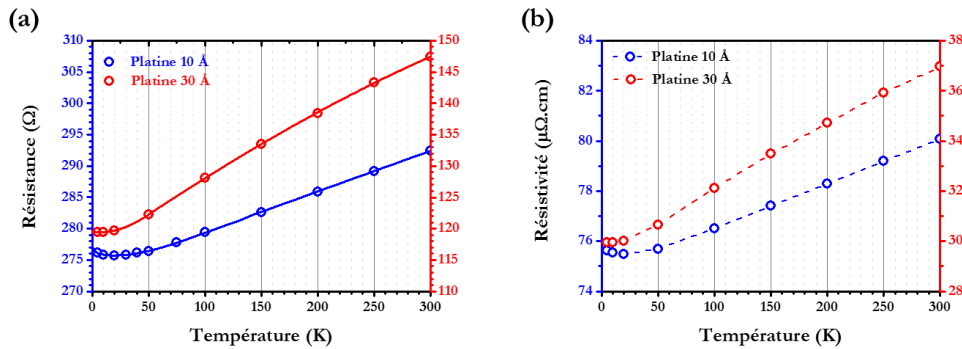 (a)
310
305
300
295
290
285
280
275
270
Résistance (Ω)
Platine 10 Å
Platine 30 Å
150
145
140
135
130
125
120
115
110
0 50 100 150 200 250 300
Température (K)
(b)
84
82
80
78
76
74
Résistivité (μΩ.cm)
Platine 10 Å
Platine 30 Å
38
36
34
32
30
28
0 50 100 150 200 250 300
Température (K)